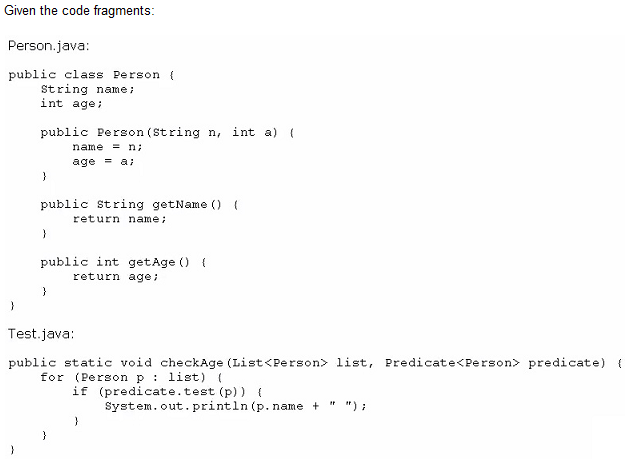 Given the code fragments:
Person.java:
public class Person {
String name;
int age;
public Person(String n, int a) {
name = n;
age = a;
}
public String getName() {
return name;
}
public int getAge() {
return age;
}
}
Test.java:
public static void checkAge(List<Person> list, Predicate<Person> predicate) {
for (Person p : list) {
if (predicate.test(p)) {
System.out.println(p.name + " ");
}
}
}